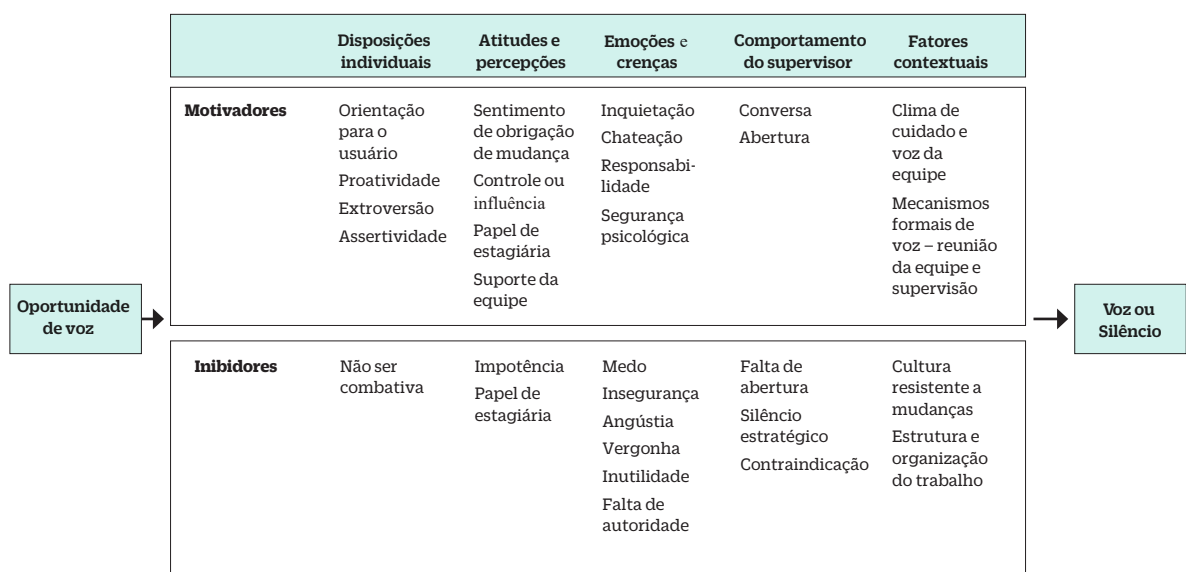 Disposições
individuais
Atitudes e
percepções
Emoções e
crenças
Comportamento
do supervisor
Fatores
contextuais
Motivadores
Orientação
para o
usuário
Proatividade
Extroversão
Assertividade
Sentimento
de obrigação
de mudança
Controle ou
influência
Papel de
estagiária
Suporte da
equipe
Inquietação
Chateação
Responsabi-
lidade
Segurança
psicológica
Conversa
Abertura
Clima de
cuidado e
voz da
equipe
Mecanismos
formais de
voz – reunião
da equipe e
supervisão
Oportunidade
de voz
Voz ou
Silêncio
Inibidores
Não ser
combativa
Impotência
Papel de
estagiária
Medo
Insegurança
Angústia
Vergonha
Inutilidade
Falta de
autoridade
Falta de
abertura
Silêncio
estratégico
Contraindicação
Cultura
resistente a
mudanças
Estrutura e
organização
do trabalho